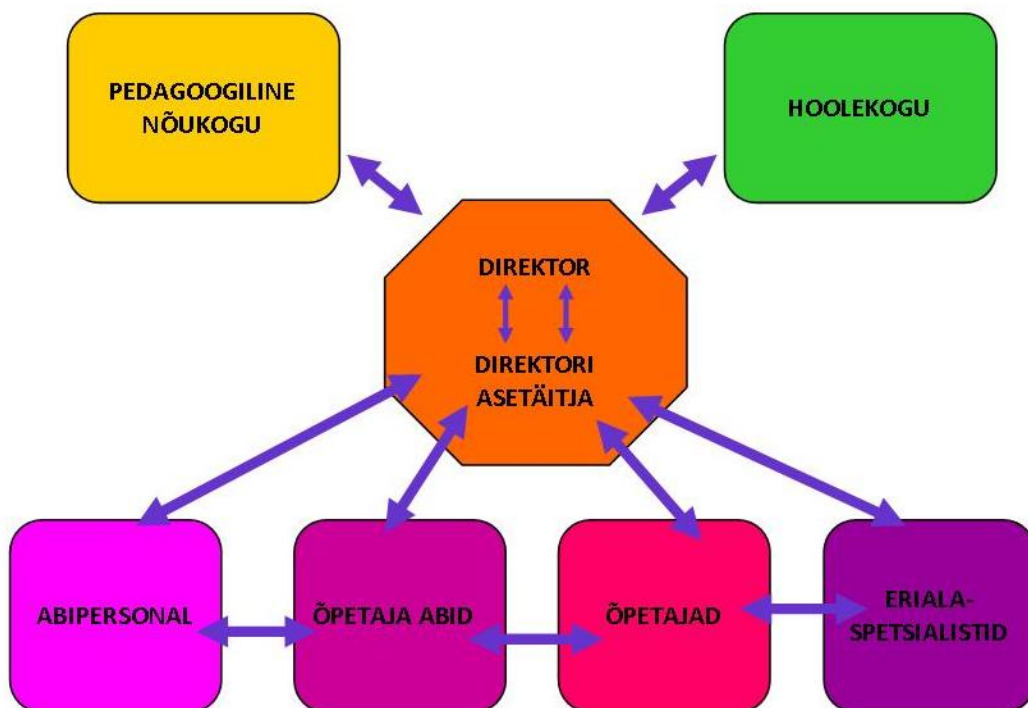 PEDAGOOGILINE
NÕUKOGU
HOOLEKOGU
DIREKTOR
DIREKTORI
ASETÄITJA
ABIPERSONAL
ÕPETAJA ABID
ÕPETAJAD
ERIALA-
SPETSIALISTID